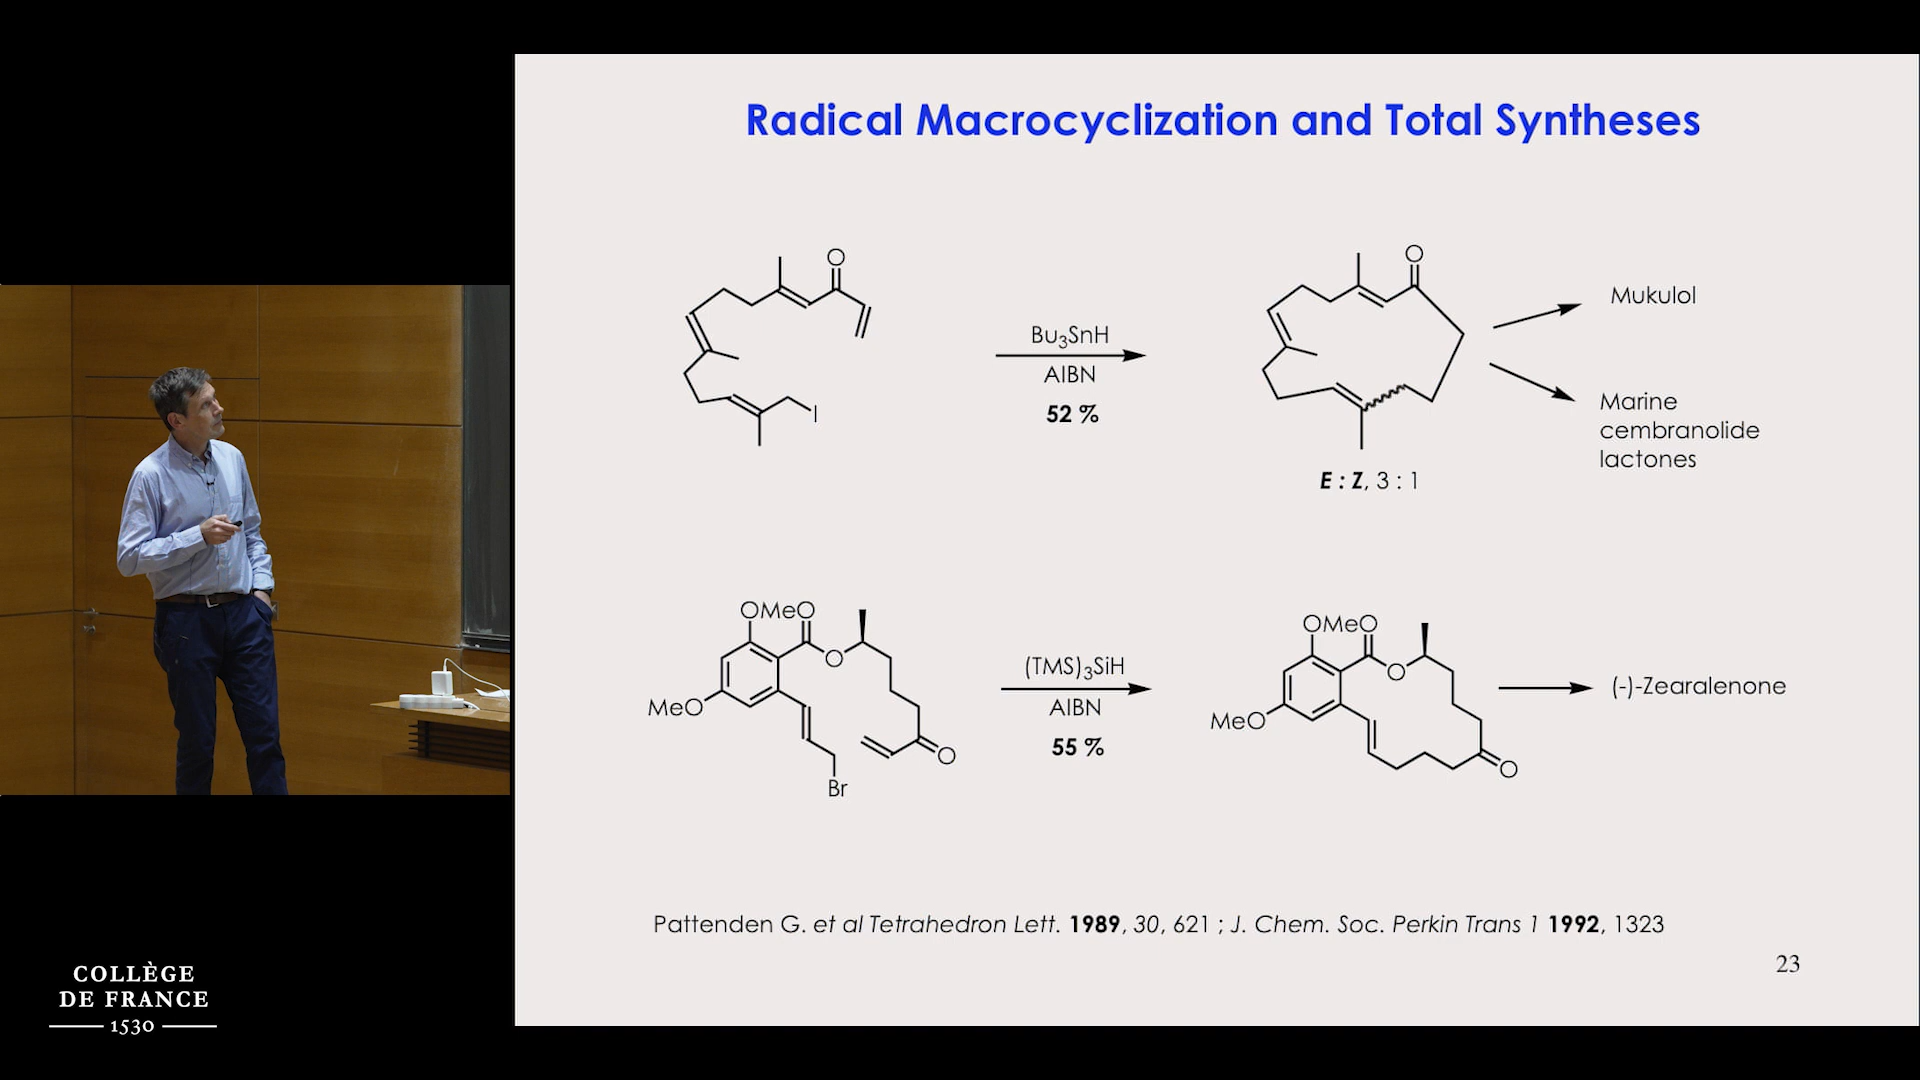 Radical Macrocyclization and Total Syntheses
O
I
Bu3SnH
AIBN
52 %
O
E : Z, 3 : 1
Mukulol
Marine
cembranolide
lactones
OMeO
O
MeO
O
Br
(TMS)3SiH
AIBN
55 %
OMeO
O
MeO
O
(-)-Zearalenone
Pattenden G. et al Tetrahedron Lett. 1989, 30, 621 ; J. Chem. Soc. Perkin Trans 1 1992, 1323
23
COLLÈGE
DE FRANCE
1530